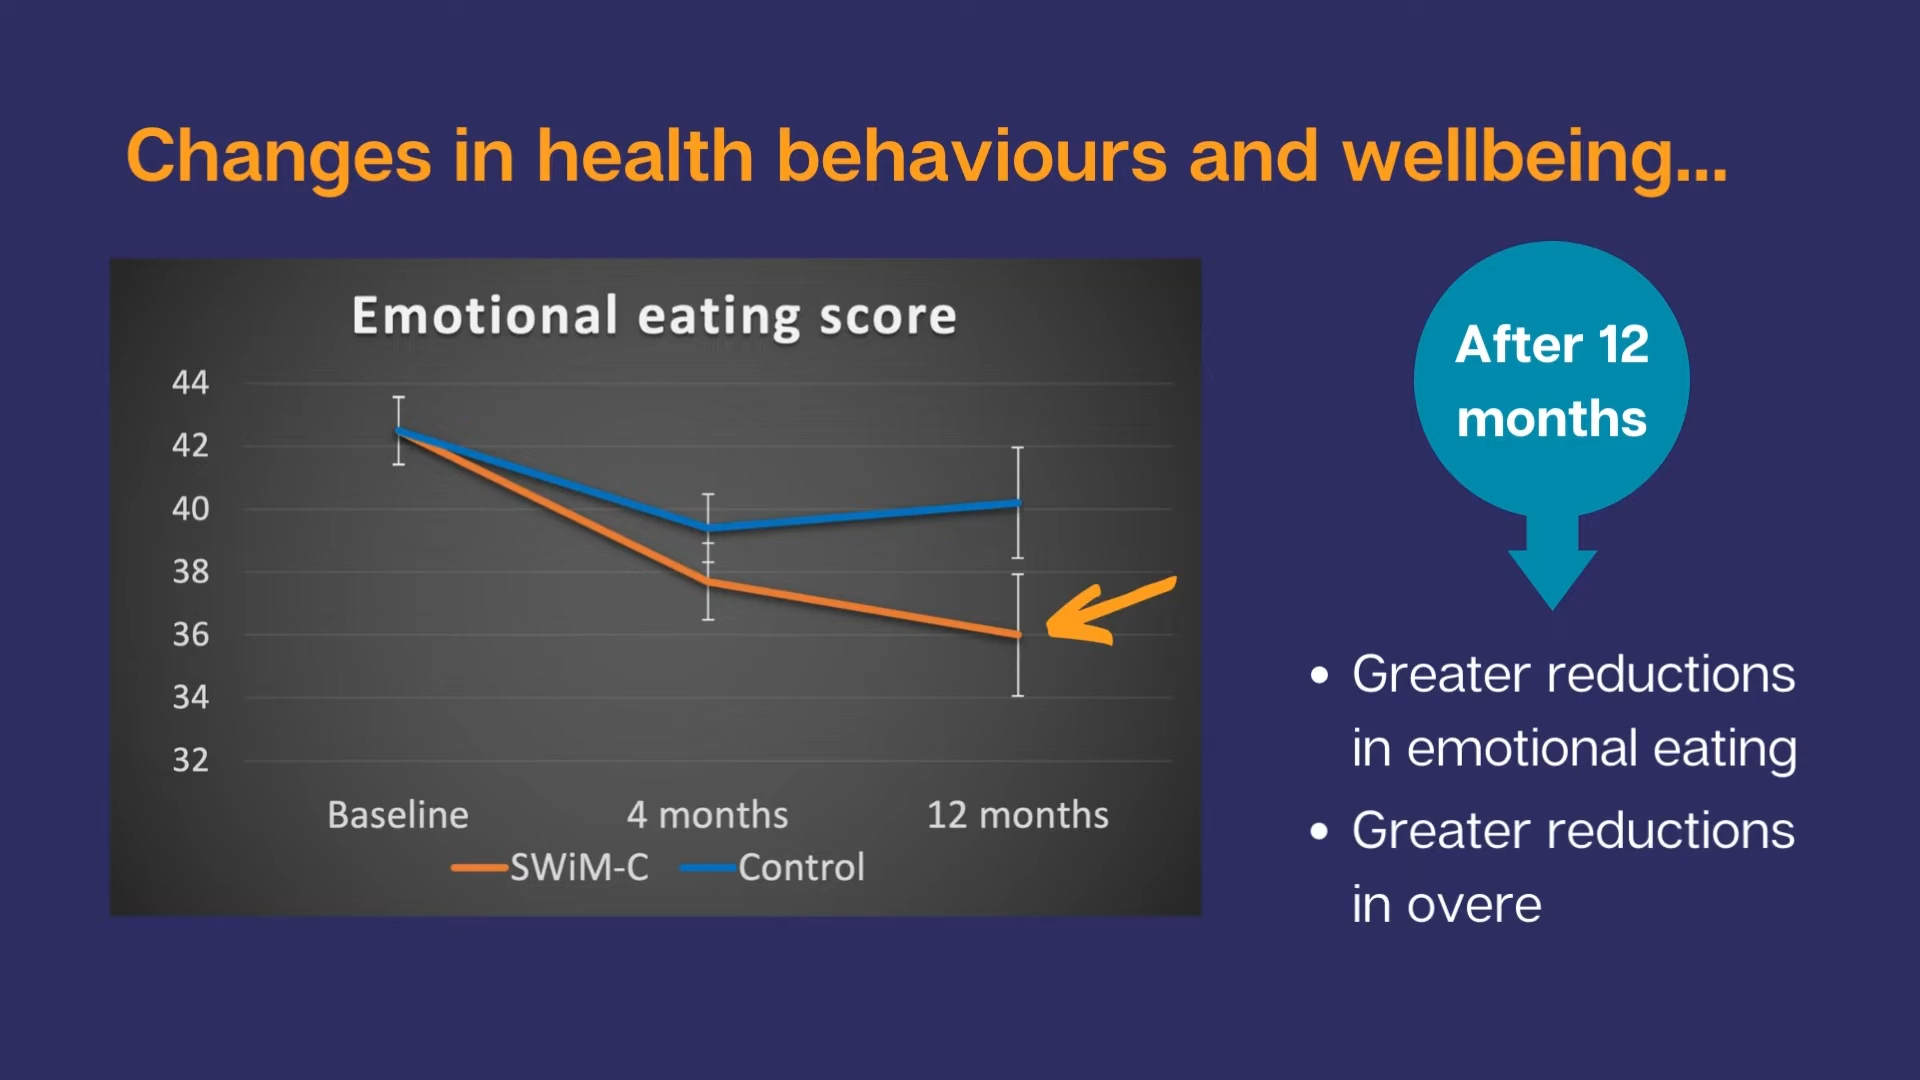 Changes in health behaviours and wellbeing...
Emotional eating score
44
42
40
38
36
34
32
Baseline 4 months 12 months
SWiM-C Control
After 12
months
• Greater reductions
in emotional eating
• Greater reductions
in overe